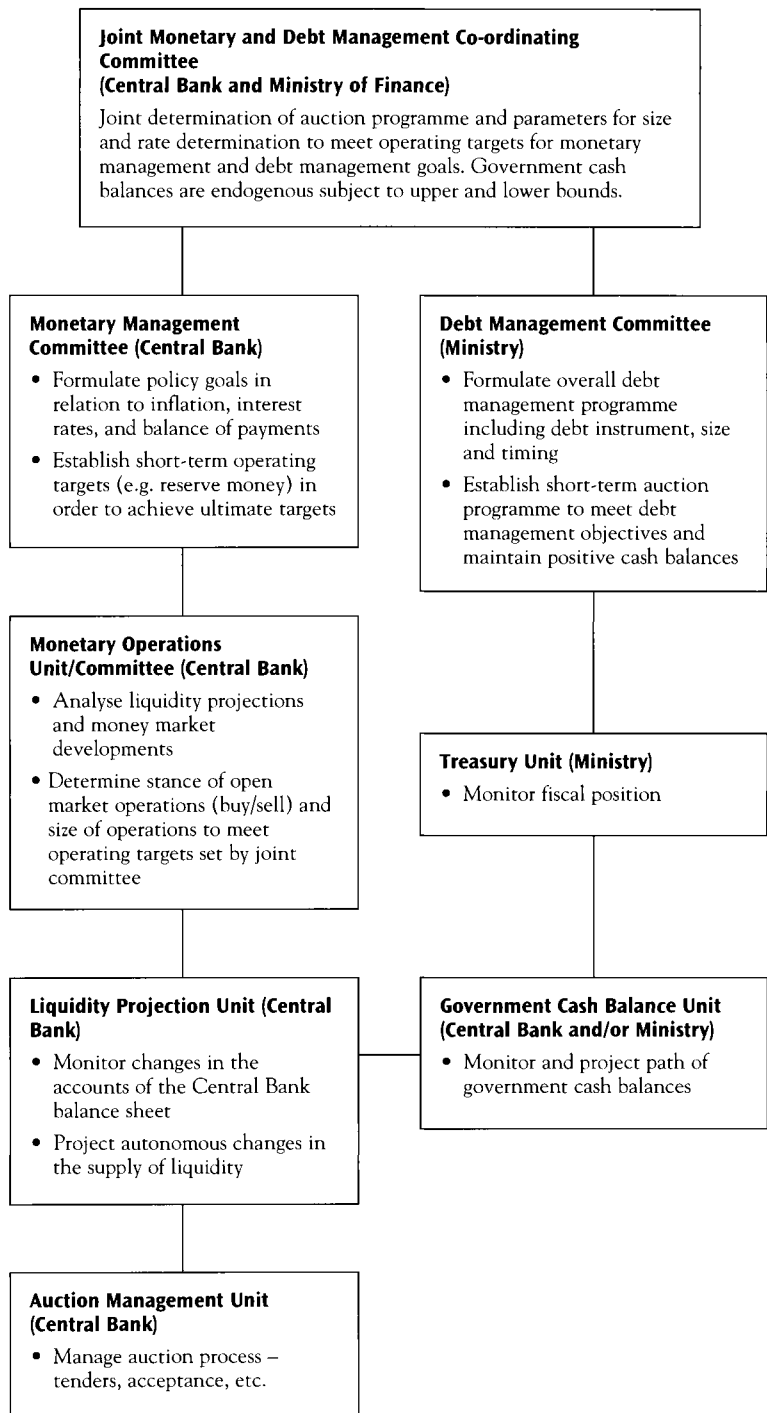 Joint Monetary and Debt Management Co-ordinating
Committee
(Central Bank and Ministry of Finance)
Joint determination of auction programme and parameters for size
and rate determination to meet operating targets for monetary
management and debt management goals. Government cash
balances are endogenous subject to upper and lower bounds.
Monetary Management
Committee (Central Bank)
• Formulate policy goals in
relation to inflation, interest
rates, and balance of payments
• Establish short-term operating
targets (e.g. reserve money) in
order to achieve ultimate targets
Debt Management Committee
(Ministry)
• Formulate overall debt
management programme
including debt instrument, size
and timing
• Establish short-term auction
programme to meet debt
management objectives and
maintain positive cash balances
Monetary Operations
Unit/Committee (Central Bank)
• Analyse liquidity projections
and money market
developments
• Determine stance of open
market operations (buy/sell) and
size of operations to meet
operating targets set by joint
committee
Treasury Unit (Ministry)
• Monitor fiscal position
Liquidity Projection Unit (Central
Bank)
• Monitor changes in the
accounts of the Central Bank
balance sheet
• Project autonomous changes in
the supply of liquidity
Government Cash Balance Unit
(Central Bank and/or Ministry)
• Monitor and project path of
government cash balances
Auction Management Unit
(Central Bank)
• Manage auction process –
tenders, acceptance, etc.